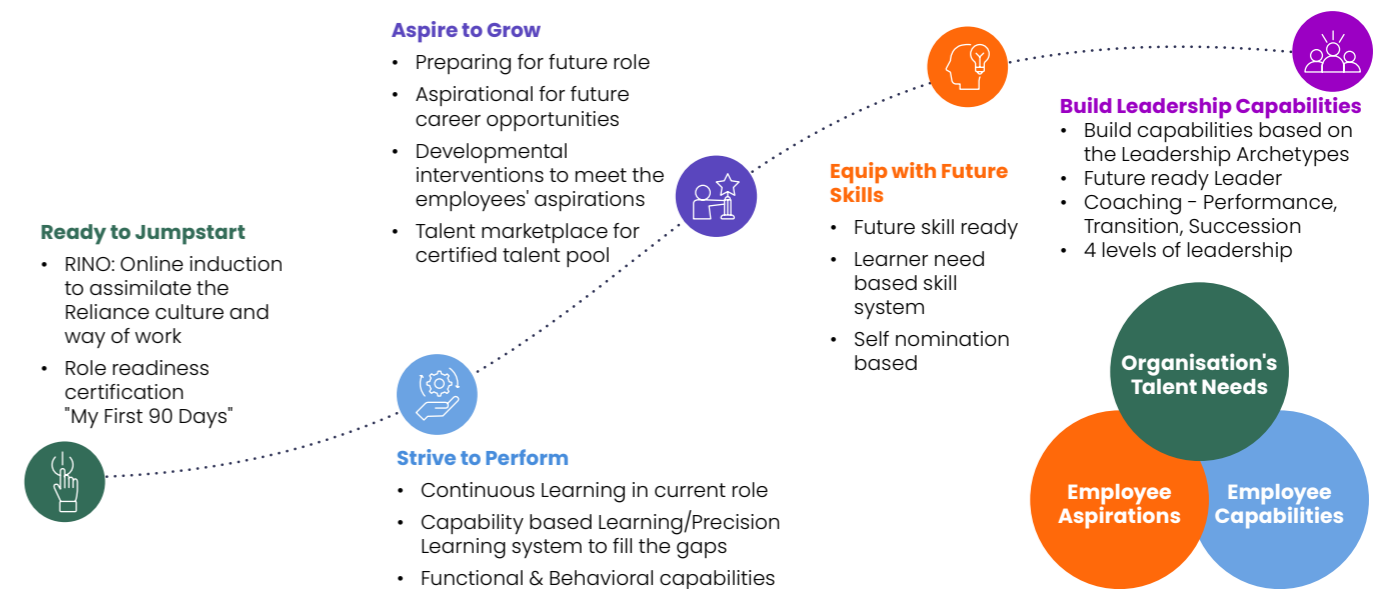 Ready to Jumpstart
• RINO: Online induction
to assimilate the
Reliance culture and
way of work
• Role readiness
certification
"My First 90 Days"
Strive to Perform
• Continuous Learning in current role
• Capability based Learning/Precision
Learning system to fill the gaps
• Functional & Behavioral capabilities
Aspire to Grow
• Preparing for future role
• Aspirational for future
career opportunities
• Developmental
interventions to meet the
employees' aspirations
• Talent marketplace for
certified talent pool
Equip with Future
Skills
• Future skill ready
• Learner need
based skill
system
• Self nomination
based
Build Leadership Capabilities
• Build capabilities based on
the Leadership Archetypes
• Future ready Leader
• Coaching - Performance,
Transition, Succession
• 4 levels of leadership
Organisation's
Talent Needs
Employee
Aspirations
Employee
Capabilities